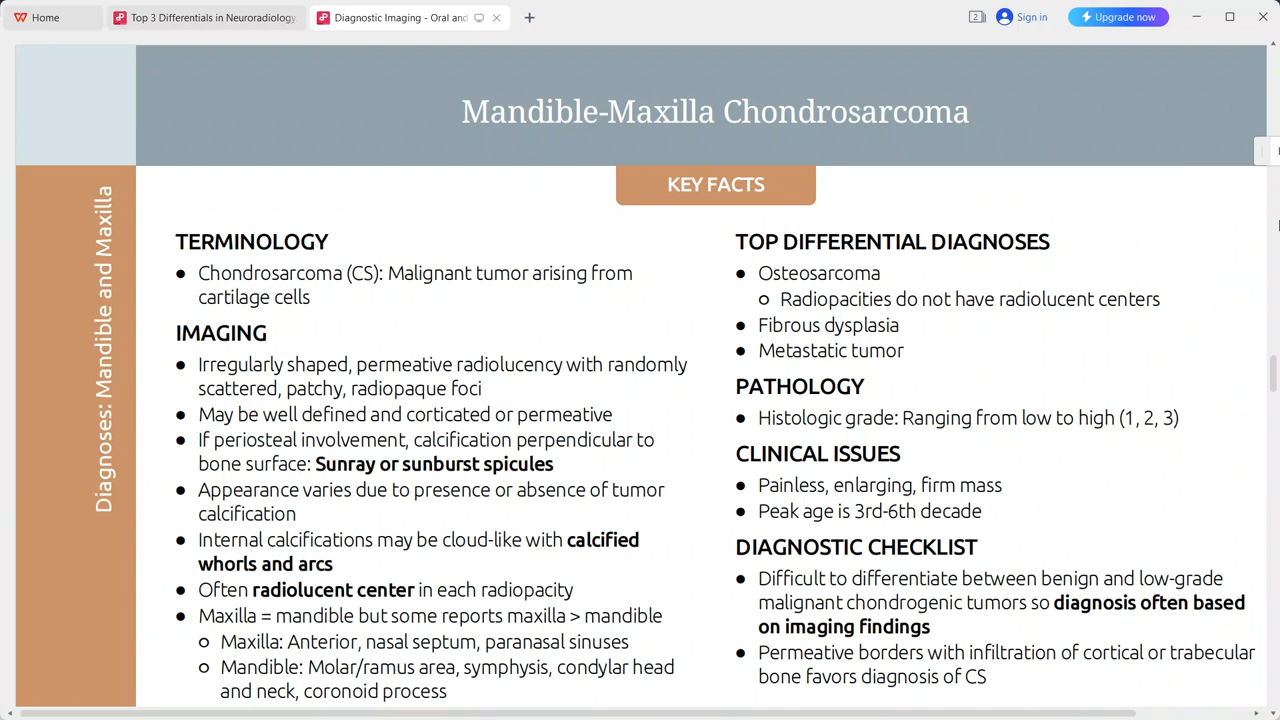 Home
Top 3 Differentials in Neuroradiology.
Diagnostic Imaging - Oral and
2
Sign in
Upgrade now
Mandible-Maxilla Chondrosarcoma
Diagnoses: Mandible and Maxilla
KEY FACTS
TERMINOLOGY
● Chondrosarcoma (CS): Malignant tumor arising from
cartilage cells
IMAGING
● Irregularly shaped, permeative radiolucency with randomly
scattered, patchy, radiopaque foci
● May be well defined and corticated or permeative
● If periosteal involvement, calcification perpendicular to
bone surface: Sunray or sunburst spicules
● Appearance varies due to presence or absence of tumor
calcification
● Internal calcifications may be cloud-like with calcified
whorls and arcs
● Often radiolucent center in each radiopacity
● Maxilla = mandible but some reports maxilla > mandible
○ Maxilla: Anterior, nasal septum, paranasal sinuses
○ Mandible: Molar/ramus area, symphysis, condylar head
and neck, coronoid process
TOP DIFFERENTIAL DIAGNOSES
● Osteosarcoma
○ Radiopacities do not have radiolucent centers
● Fibrous dysplasia
● Metastatic tumor
PATHOLOGY
● Histologic grade: Ranging from low to high (1, 2, 3)
CLINICAL ISSUES
● Painless, enlarging, firm mass
● Peak age is 3rd-6th decade
DIAGNOSTIC CHECKLIST
● Difficult to differentiate between benign and low-grade
malignant chondrogenic tumors so diagnosis often based
on imaging findings
● Permeative borders with infiltration of cortical or trabecular
bone favors diagnosis of CS